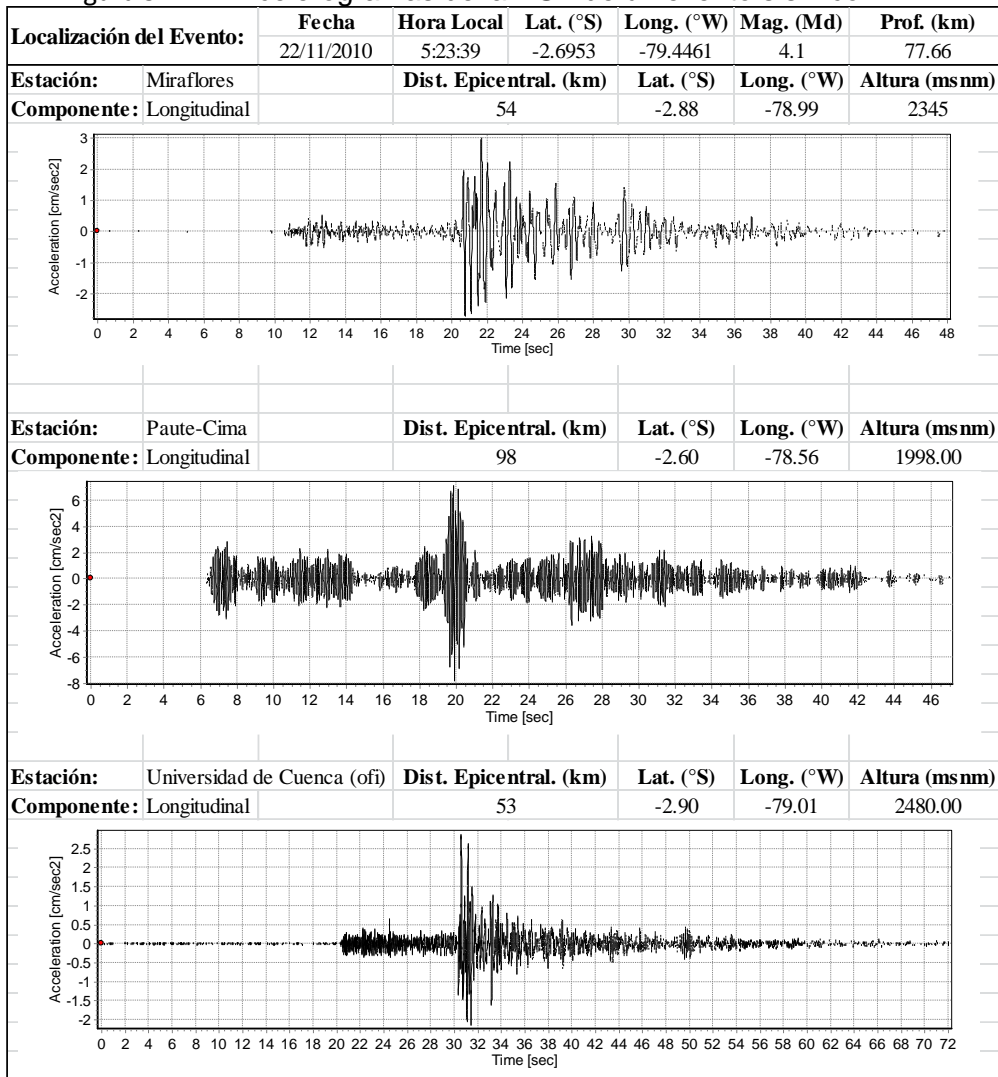 Localización del Evento: Fecha Hora Local Lat. (°S) Long. (°W) Mag. (Md) Prof. (km)
22/11/2010 5:23:39 -2.6953 -79.4461 4.1 77.66
Estación: Miraflores Dist. Epicentral. (km) Lat. (°S) Long. (°W) Altura (msnm)
Componente: Longitudinal 54 -2.88 -78.99 2345
Acceleration [cm/sec2]
3
2
1
0
-1
-2
0 2 4 6 8 10 12 14 16 18 20 22 24 26 28 30 32 34 36 38 40 42 44 46 48
Time [sec]
Estación: Paute-Cima Dist. Epicentral. (km) Lat. (°S) Long. (°W) Altura (msnm)
Componente: Longitudinal 98 -2.60 -78.56 1998.00
Acceleration [cm/sec2]
6
4
2
0
-2
-4
-6
-8
0 2 4 6 8 10 12 14 16 18 20 22 24 26 28 30 32 34 36 38 40 42 44 46
Time [sec]
Estación: Universidad de Cuenca (ofi) Dist. Epicentral. (km) Lat. (°S) Long. (°W) Altura (msnm)
Componente: Longitudinal 53 -2.90 -79.01 2480.00
Acceleration [cm/sec2]
2.5
2
1.5
1
0.5
0
-0.5
-1
-1.5
-2
0 2 4 6 8 10 12 14 16 18 20 22 24 26 28 30 32 34 36 38 40 42 44 46 48 50 52 54 56 58 60 62 64 66 68 70 72
Time [sec]